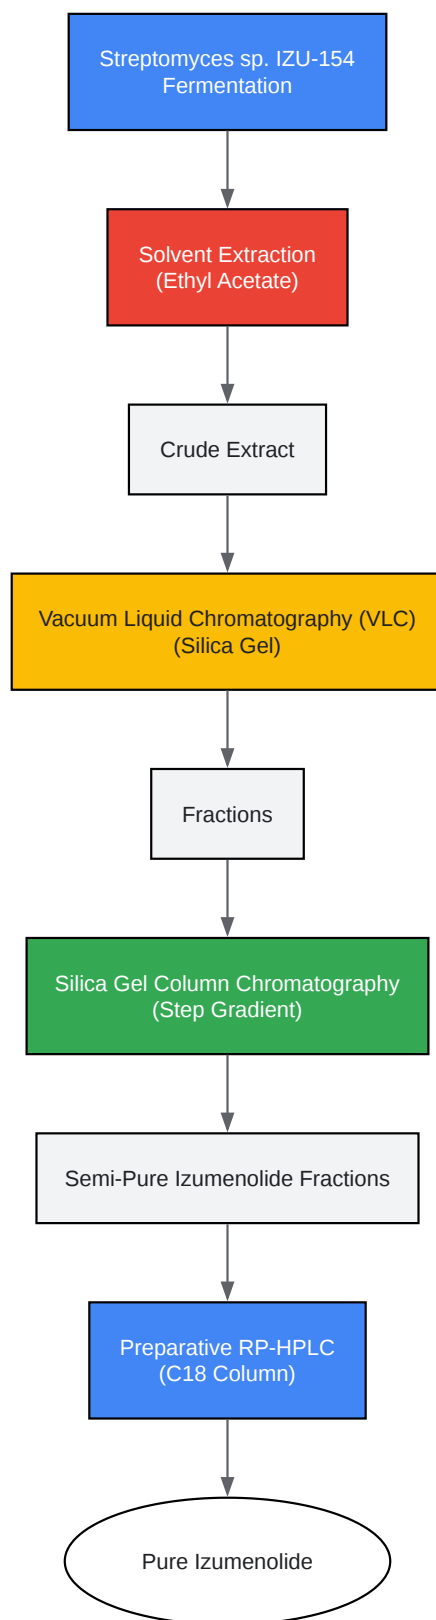 Streptomyces sp. IZU-154
Fermentation
Solvent Extraction
(Ethyl Acetate)
Crude Extract
Vacuum Liquid Chromatography (VLC)
(Silica Gel)
Fractions
Silica Gel Column Chromatography
(Step Gradient)
Semi-Pure Izumenolide Fractions
Preparative RP-HPLC
(C18 Column)
Pure Izumenolide